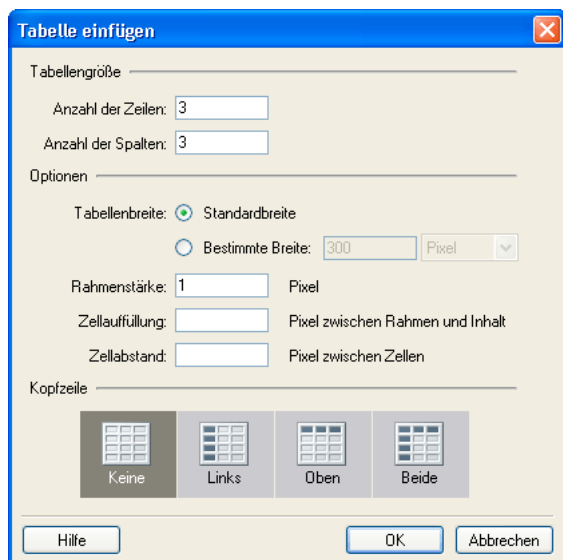 Tabelle einfügen
Tabellengröße
Anzahl der Zeilen: 3
Anzahl der Spalten: 3
Optionen
Tabellenbreite: Standardbreite
Bestimmte Breite: 300 Pixel
Rahmenstärke: 1 Pixel
Zellauffüllung: Pixel zwischen Rahmen und Inhalt
Zellabstand: Pixel zwischen Zellen
Kopfzeile
Keine Links Oben Beide
Hilfe OK Abbrechen